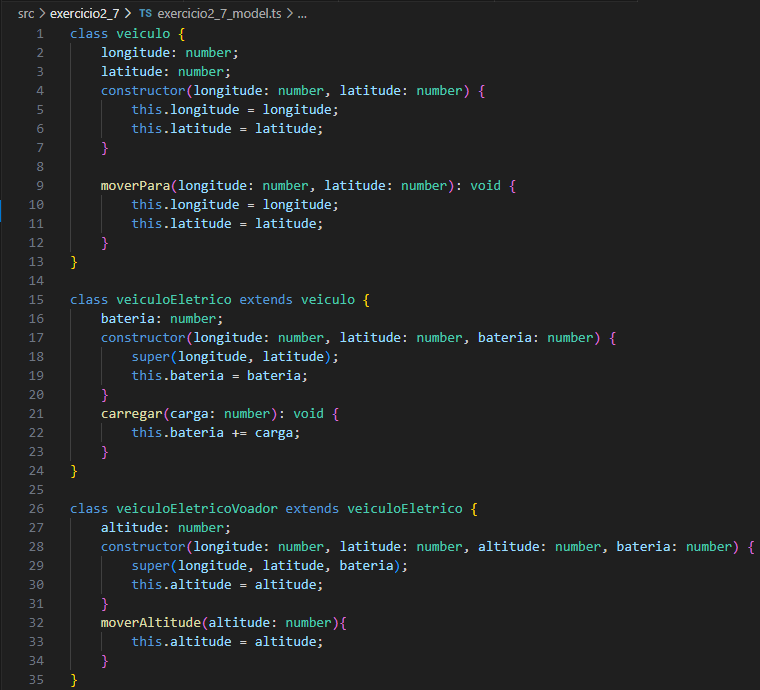 src > exercicio2_7 > TS exercicio2_7_model.ts > ...
1 class veiculo {
2     longitude: number;
3     latitude: number;
4     constructor(longitude: number, latitude: number) {
5         this.longitude = longitude;
6         this.latitude = latitude;
7     }
8
9     moverPara(longitude: number, latitude: number): void {
10         this.longitude = longitude;
11         this.latitude = latitude;
12     }
13 }
14
15 class veiculoEletrico extends veiculo {
16     bateria: number;
17     constructor(longitude: number, latitude: number, bateria: number) {
18         super(longitude, latitude);
19         this.bateria = bateria;
20     }
21     carregar(carga: number): void {
22         this.bateria += carga;
23     }
24 }
25
26 class veiculoEletricoVoador extends veiculoEletrico {
27     altitude: number;
28     constructor(longitude: number, latitude: number, altitude: number, bateria: number) {
29         super(longitude, latitude, bateria);
30         this.altitude = altitude;
31     }
32     moverAltitude(altitude: number){
33         this.altitude = altitude;
34     }
35 }